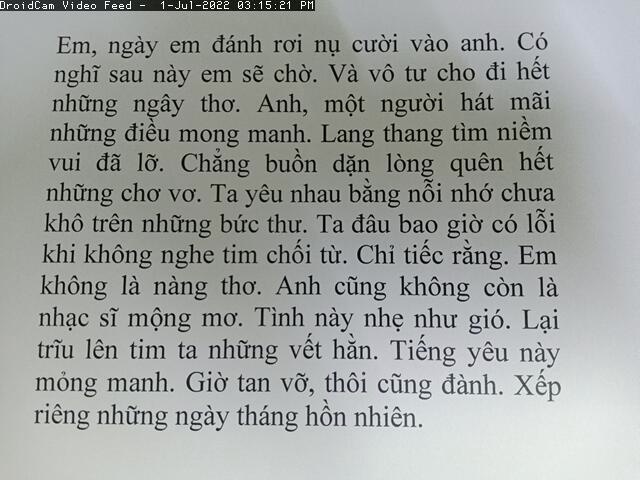 DroidCam Video Feed - 1-Jul-2022 03:15:21 PM
Em, ngày em đánh rơi nụ cười vào anh. Có
nghĩ sau này em sẽ chờ. Và vô tư cho đi hết
những ngây thơ. Anh, một người hát mãi
những điều mong manh. Lang thang tìm niềm
vui đã lỡ. Chẳng buồn dặn lòng quên hết
những chơ vơ. Ta yêu nhau bằng nỗi nhớ chưa
khô trên những bức thư. Ta đâu bao giờ có lỗi
khi không nghe tim chối từ. Chỉ tiếc rằng. Em
không là nàng thơ. Anh cũng không còn là
nhạc sĩ mộng mơ. Tình này nhẹ như gió. Lại
trĩu lên tim ta những vết hằn. Tiếng yêu này
mỏng manh. Giờ tan vỡ, thôi cũng đành. Xếp
riêng những ngày tháng hồn nhiên.